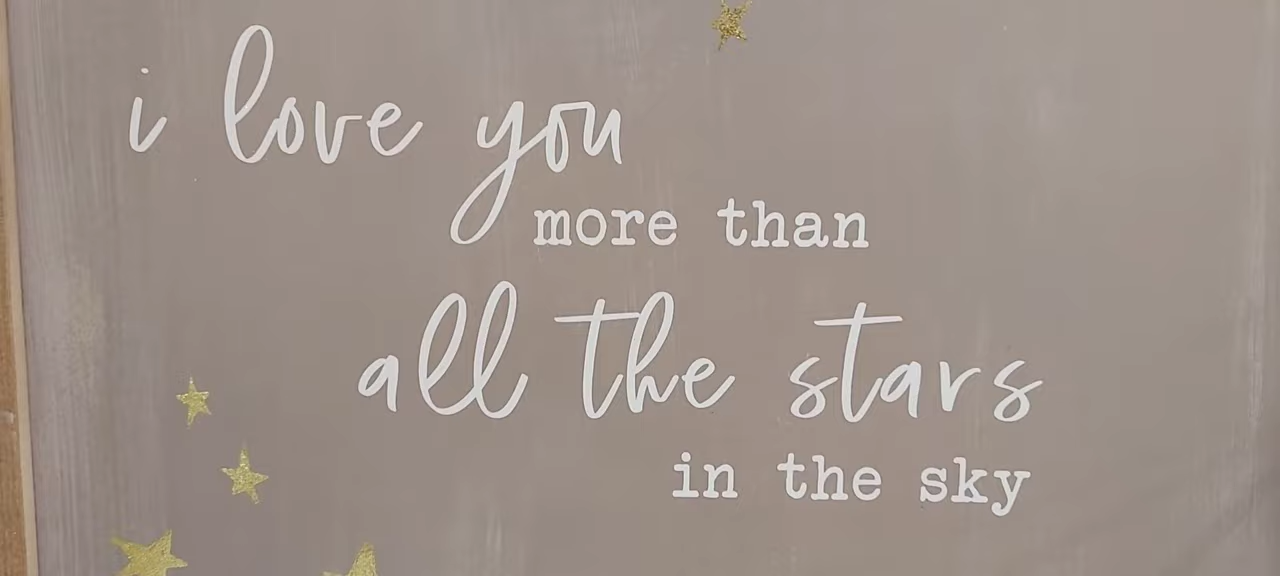 i love you
more than
all the stars
in the sky